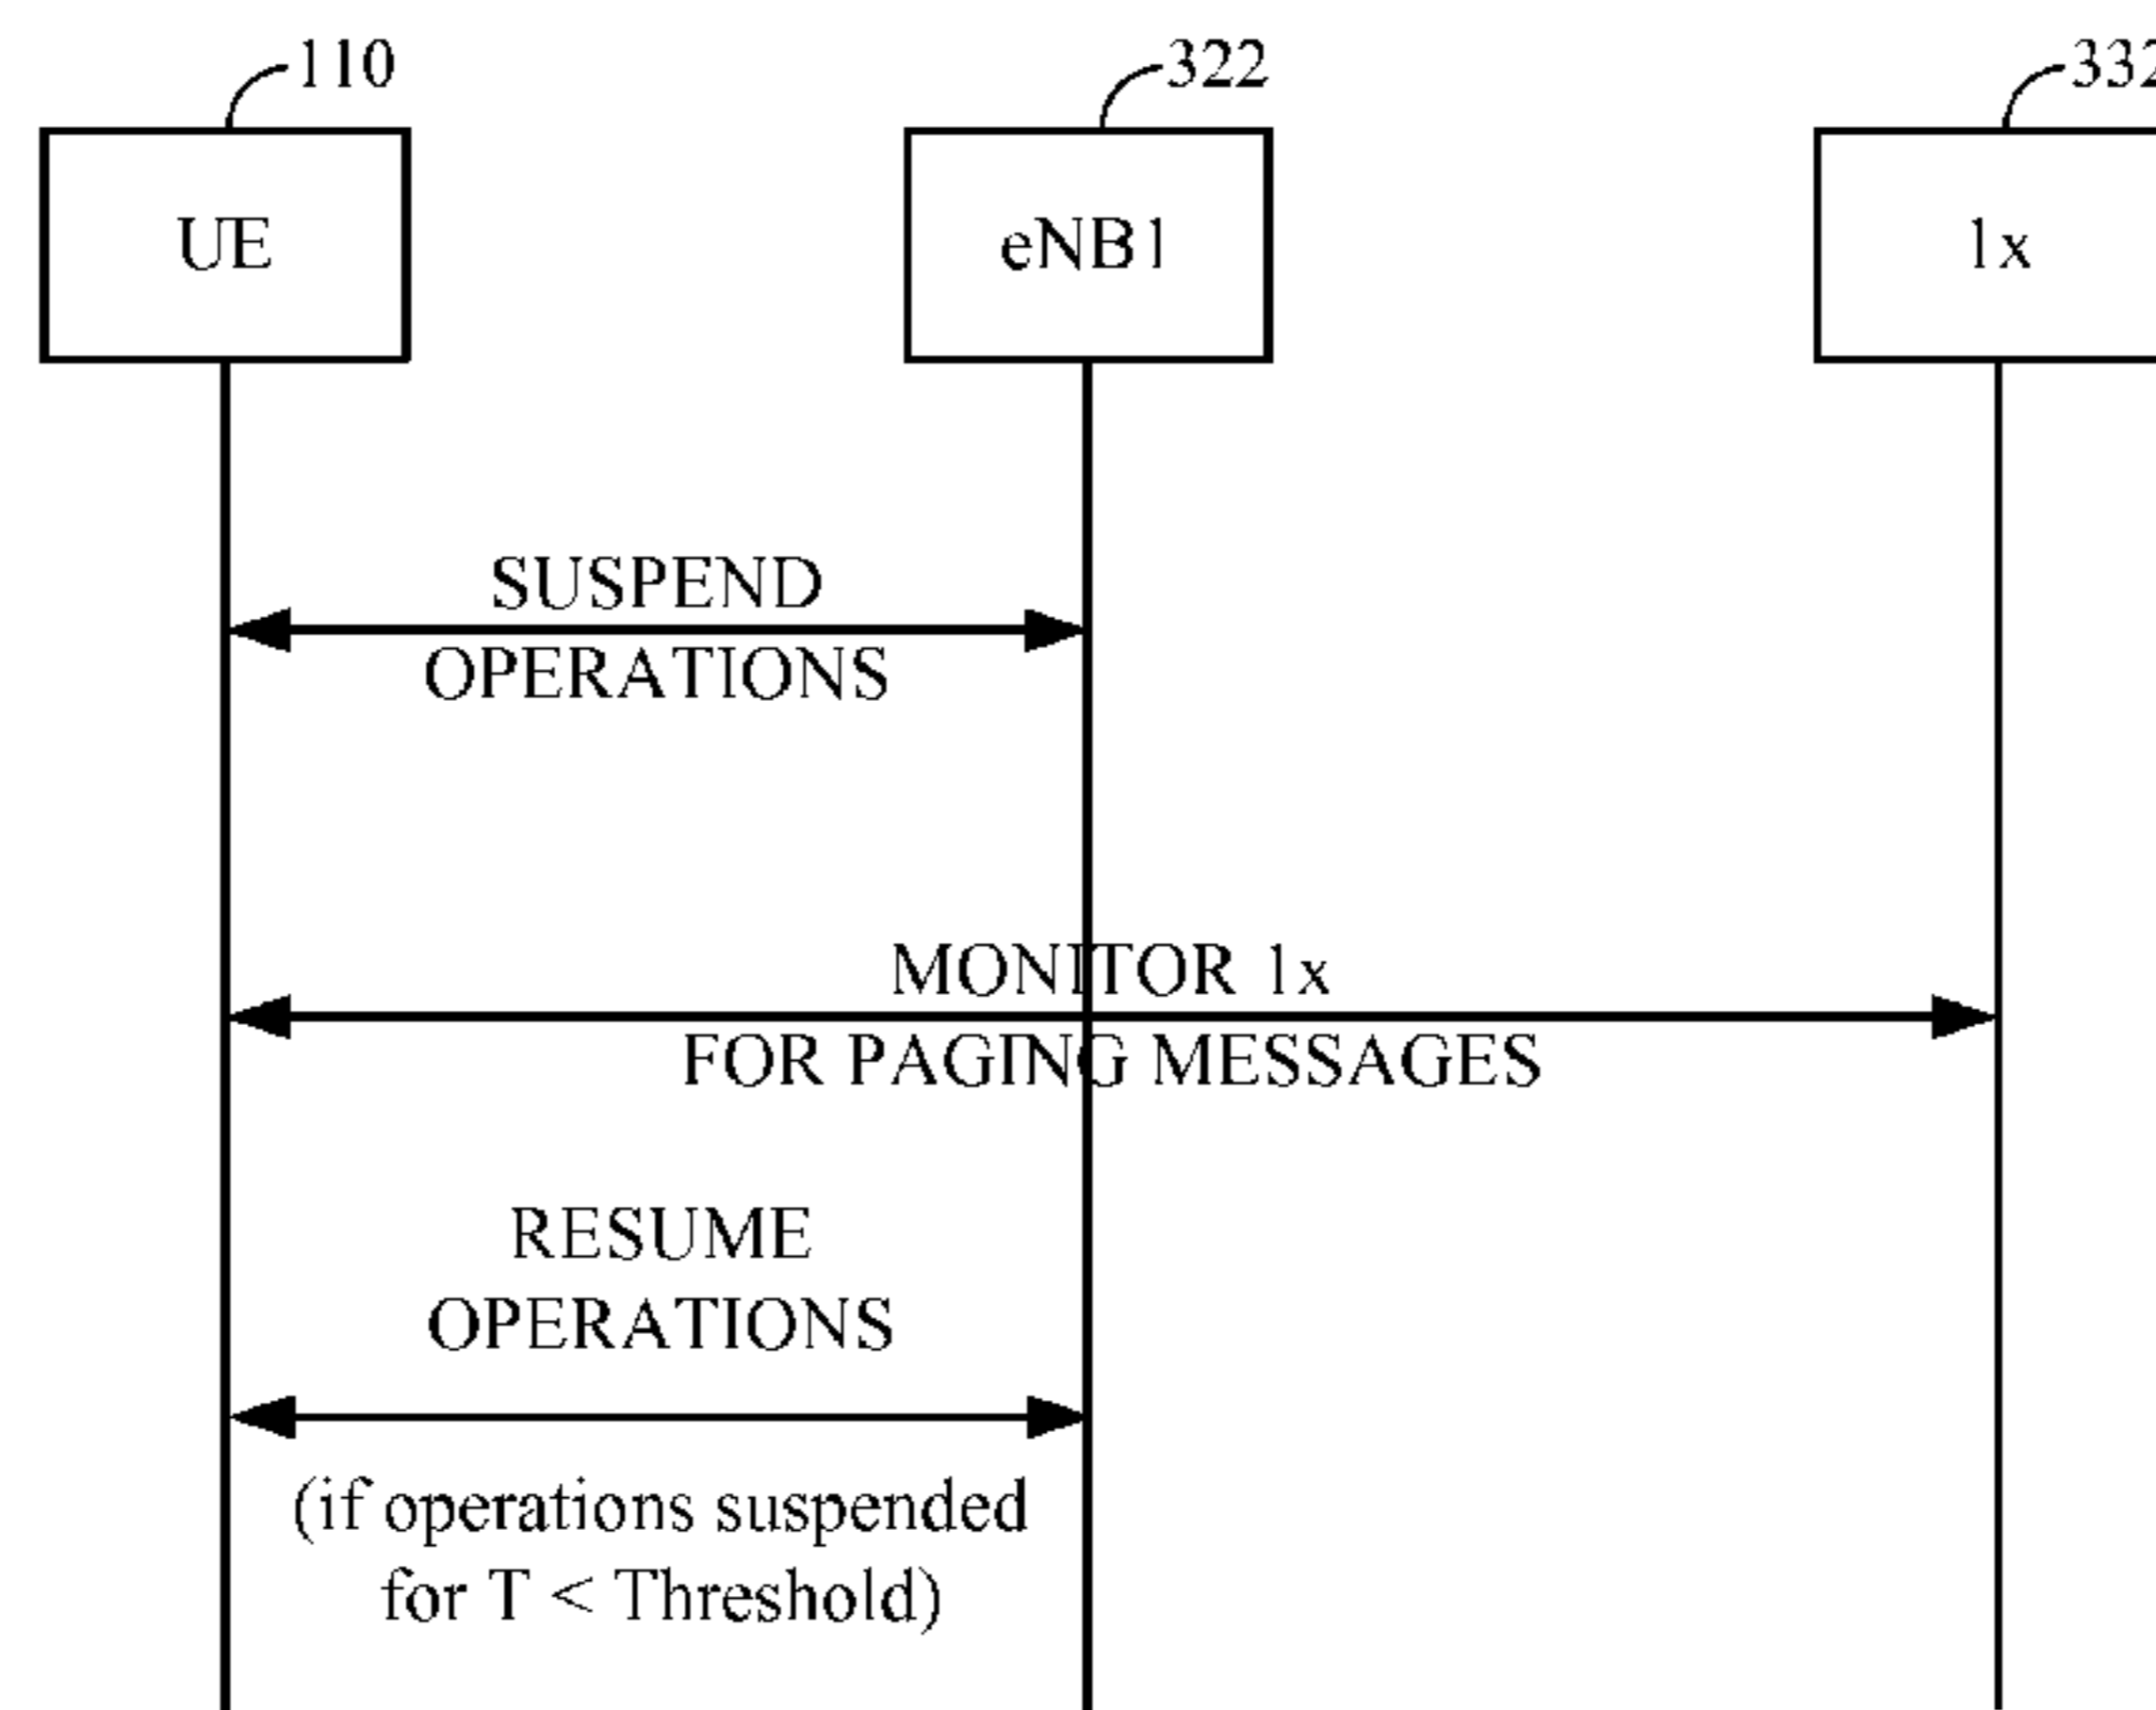 110
322
332
UE
eNB1
1x
SUSPEND
OPERATIONS
MONITOR 1x
FOR PAGING MESSAGES
RESUME
OPERATIONS
(if operations suspended
for T < Threshold)